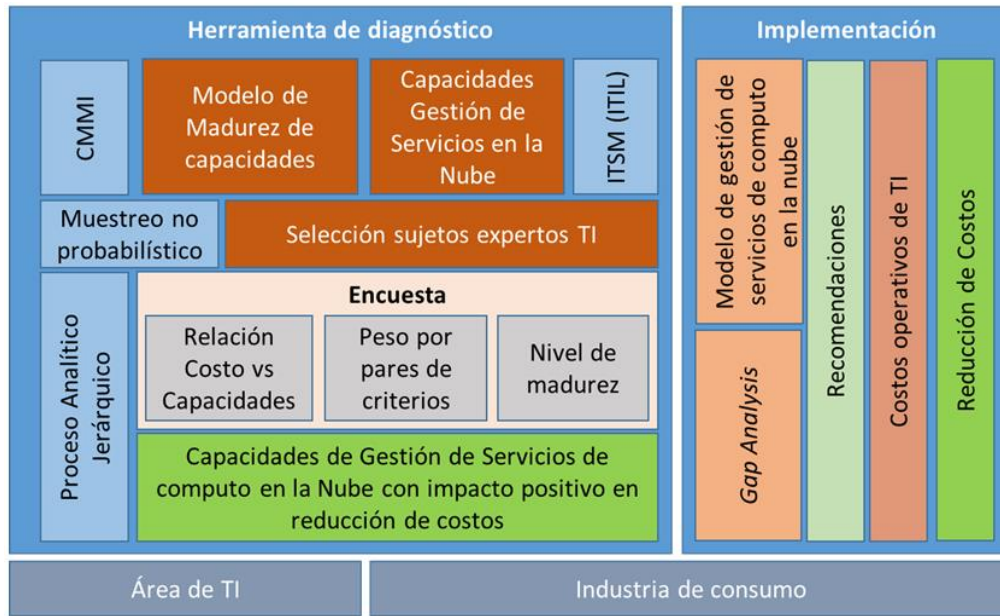 Herramienta de diagnóstico
CMMI
Modelo de
Madurez de
capacidades
Capacidades
Gestión de
Servicios en la
Nube
ITSM (ITIL)
Muestreo no
probabilístico
Selección sujetos expertos TI
Proceso Analítico
Jerárquico
Encuesta
Relación
Costo vs
Capacidades
Peso por
pares de
criterios
Nivel de
madurez
Capacidades de Gestión de Servicios de
computo en la Nube con impacto positivo en
reducción de costos
Implementación
Modelo de gestión de
servicios de computo
en la nube
Gap Analysis
Recomendaciones
Costos operativos de TI
Reducción de Costos
Área de TI
Industria de consumo